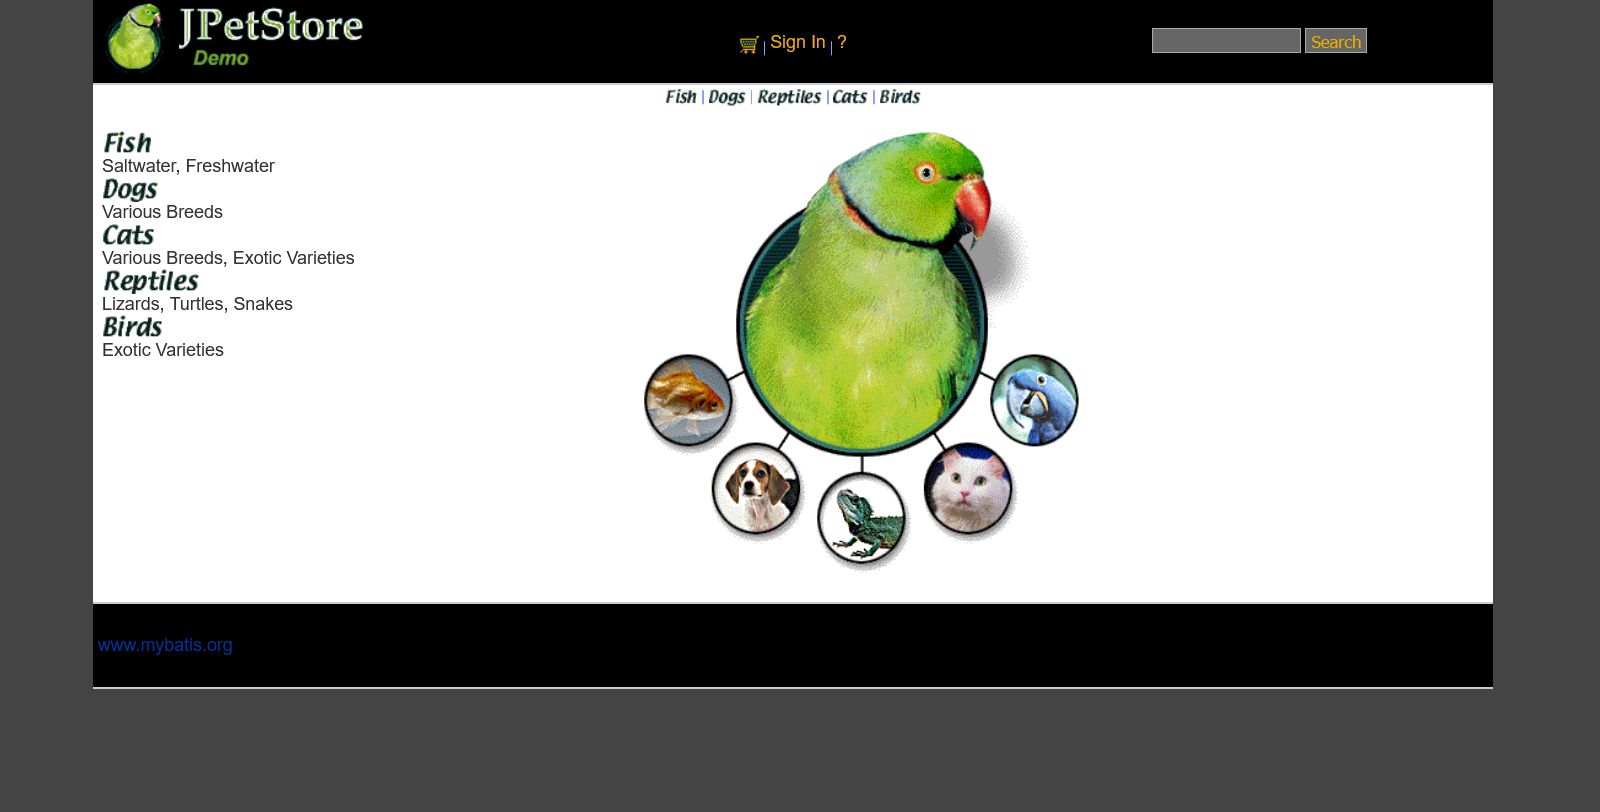 JPetStore
Demo
Sign In ?
Search
Fish Dogs Reptiles Cats Birds
Fish
Saltwater, Freshwater
Dogs
Various Breeds
Cats
Various Breeds, Exotic Varieties
Reptiles
Lizards, Turtles, Snakes
Birds
Exotic Varieties
www.mybatis.org